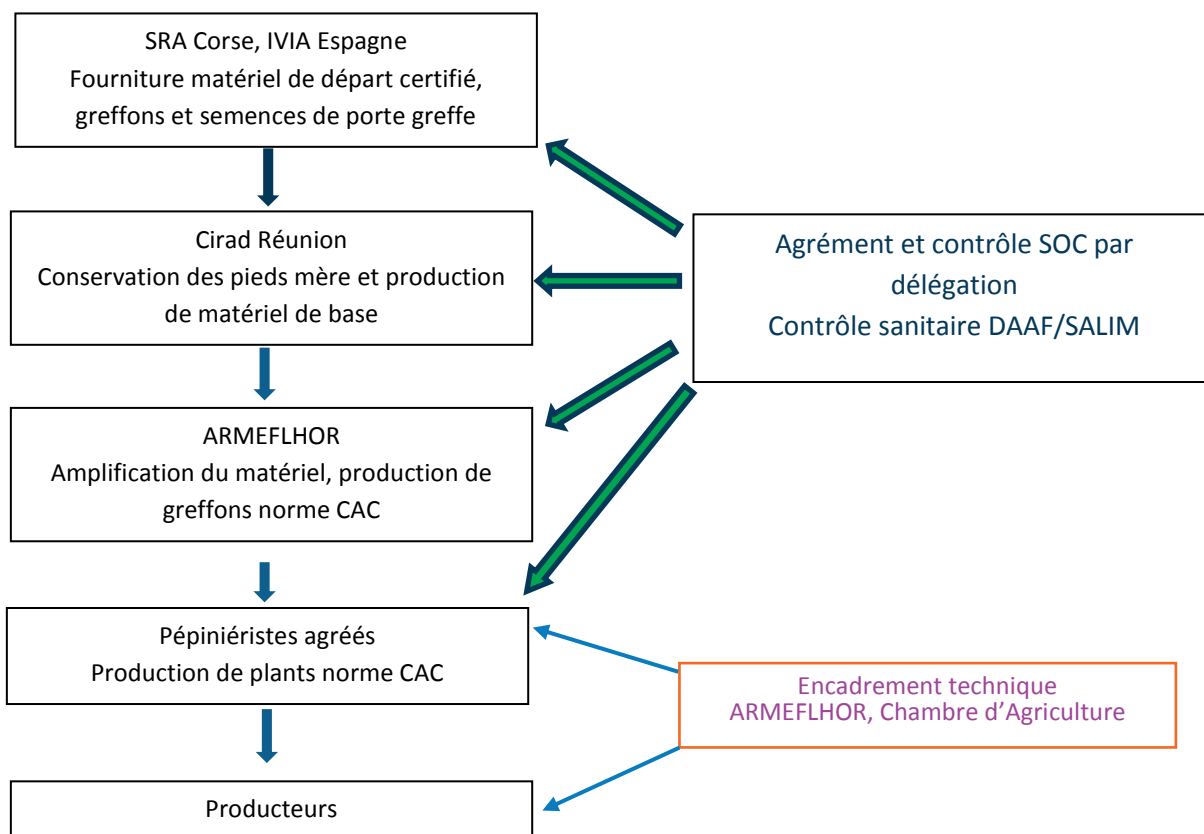 SRA Corse, IVIA Espagne
Fourniture matériel de départ certifié,
greffons et semences de porte greffe
Cirad Réunion
Conservation des pieds mère et production
de matériel de base
Agrément et contrôle SOC par
délégation
Contrôle sanitaire DAAF/SALIM
ARMEFLHOR
Amplification du matériel, production de
greffons norme CAC
Pépiniéristes agréés
Production de plants norme CAC
Encadrement technique
ARMEFLHOR, Chambre d’Agriculture
Producteurs